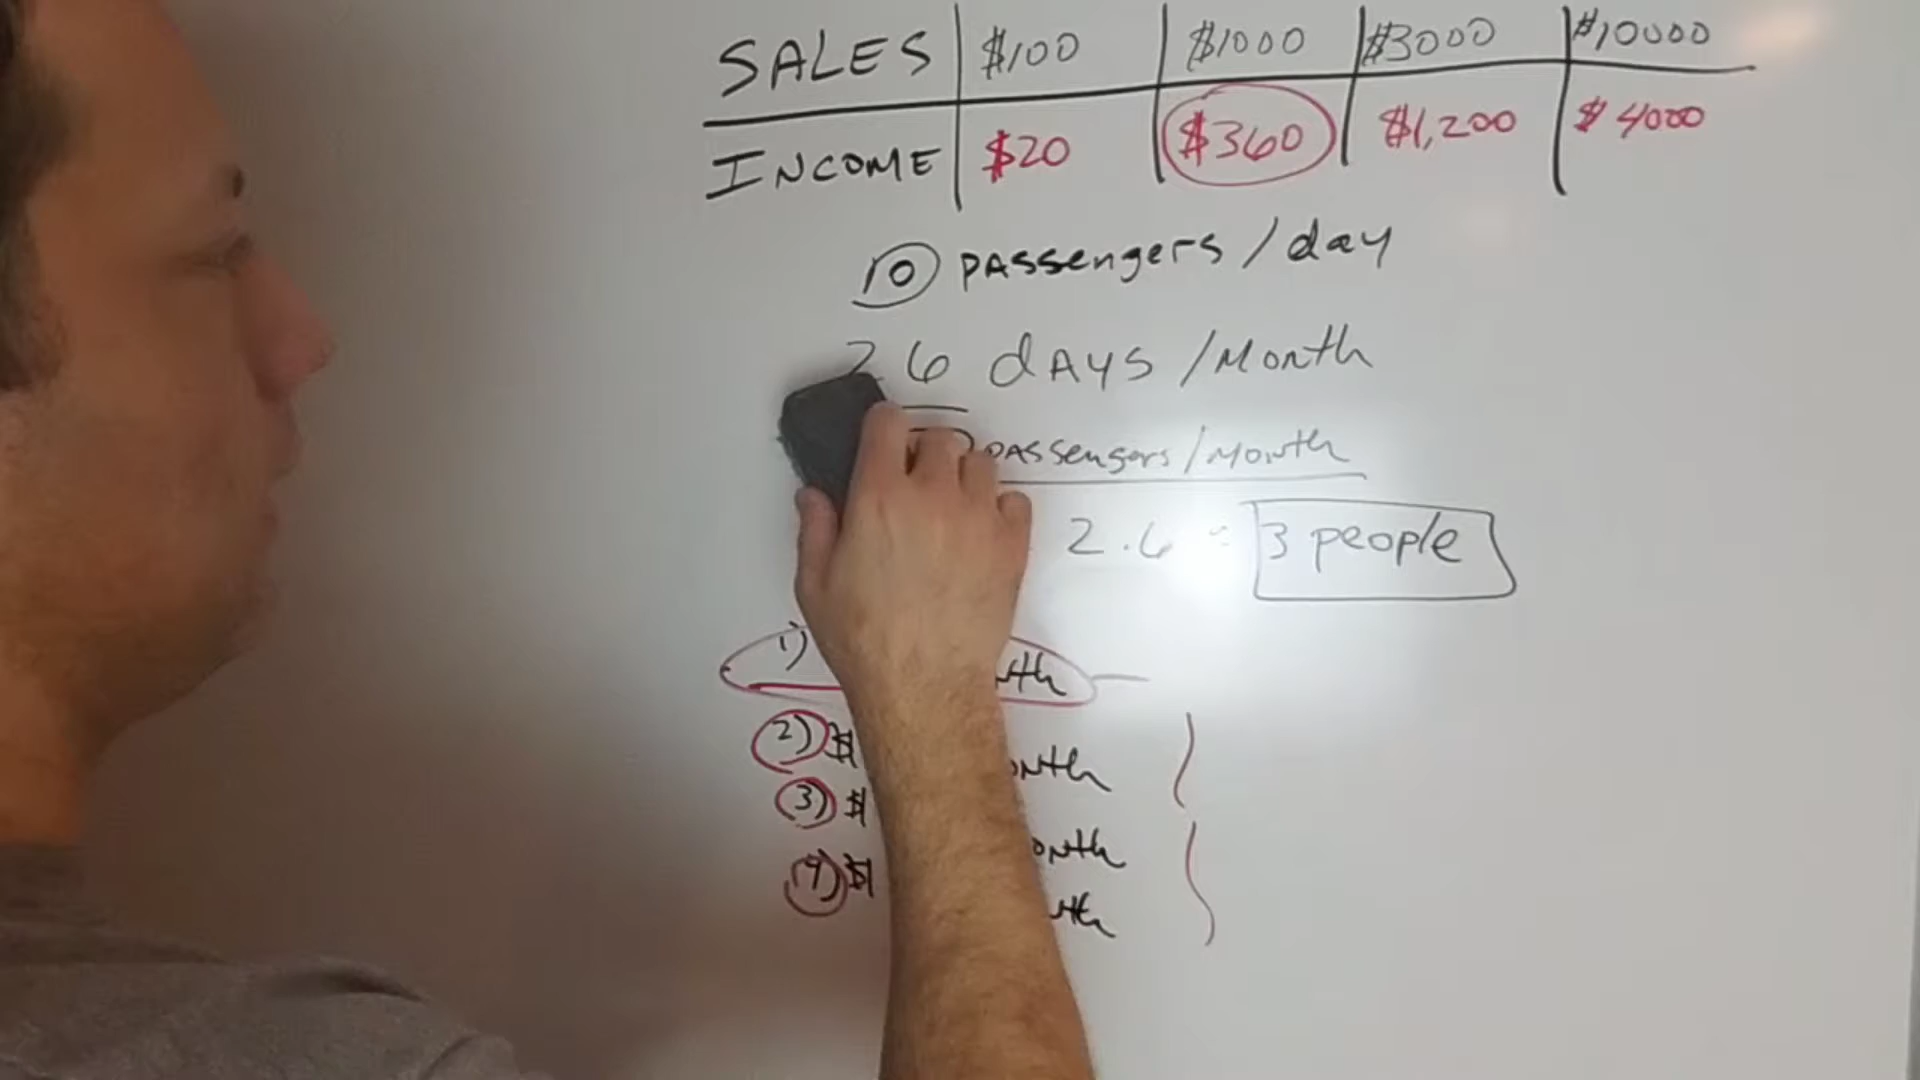 SALES $100 $1000 $3000 $10000
INCOME $20 $360 $1,200 $4000
10 PASSENgErS/dAY
26 dAYS/MONth
PASSENgErS/MONth
2.6 = 3 people
1)
2) $
3) $
4) $